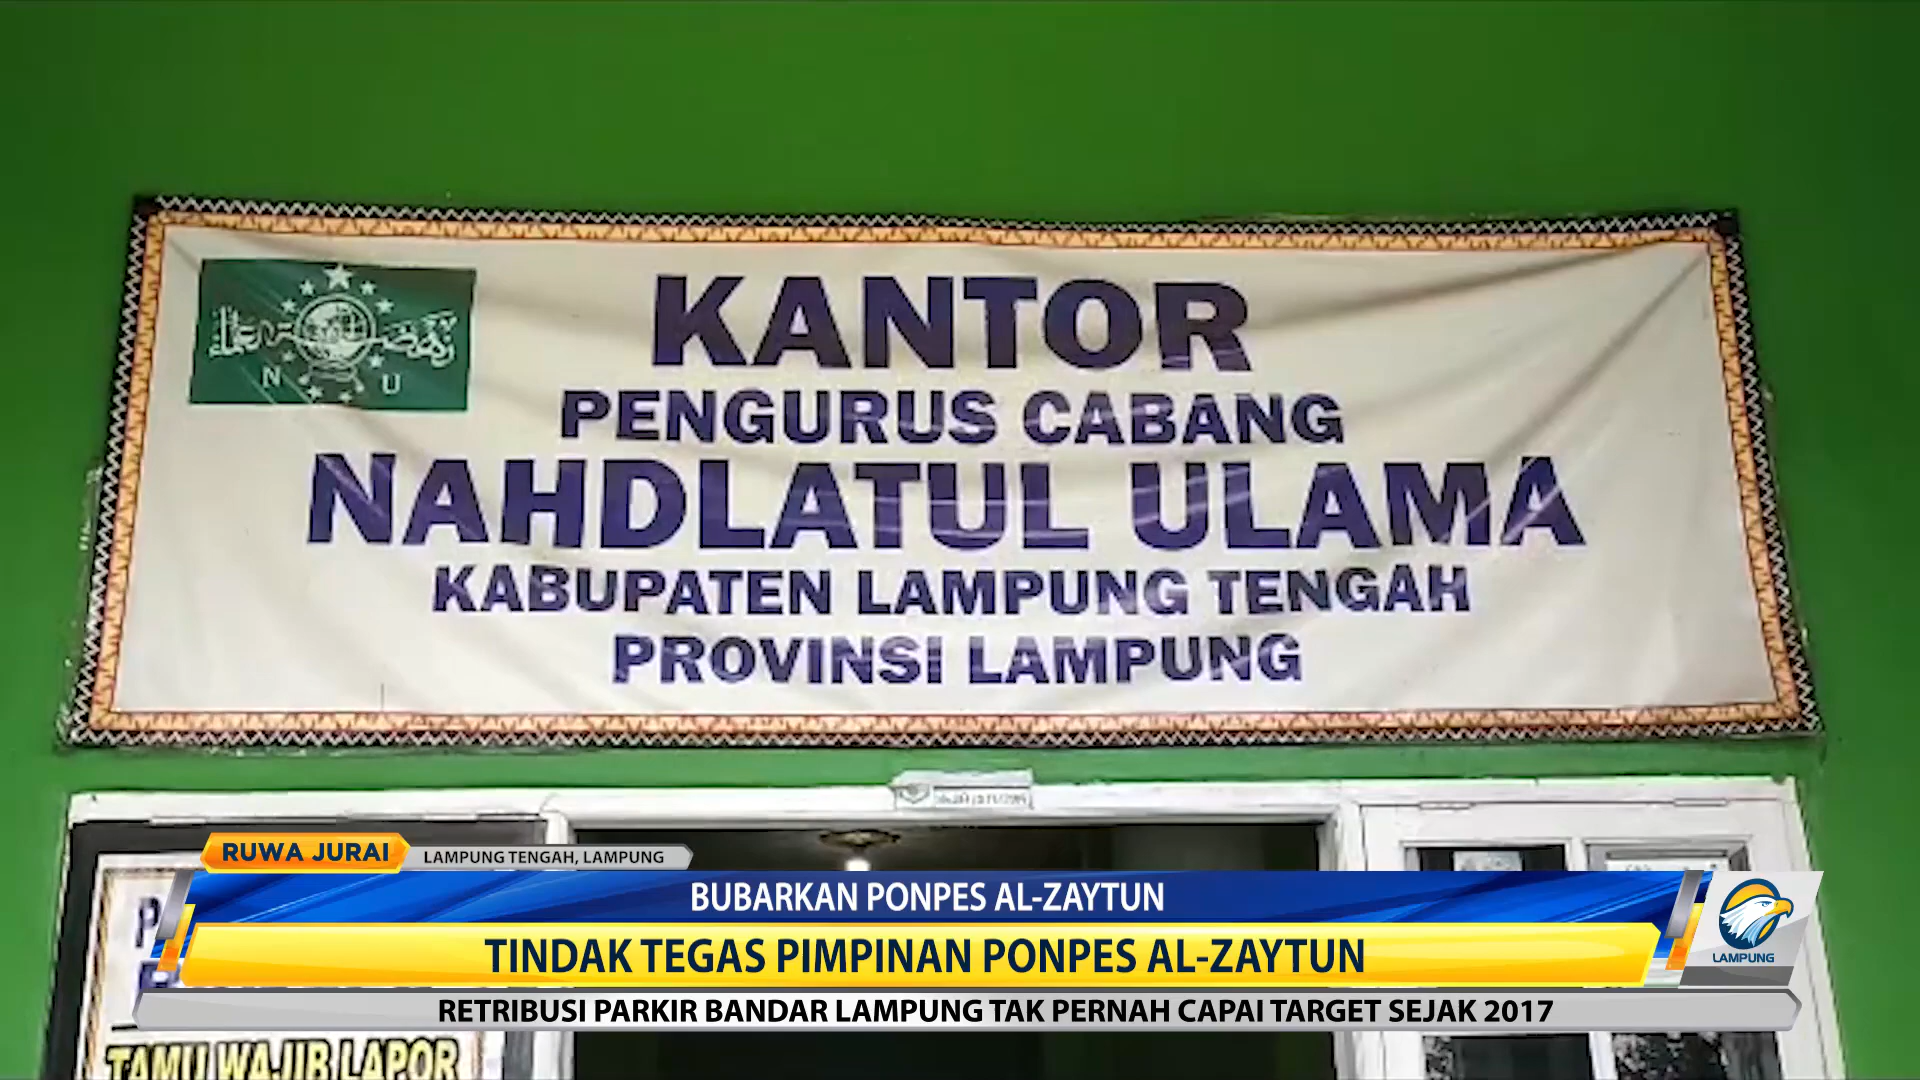 KANTOR
PENGURUS CABANG
NAHDLATUL ULAMA
KABUPATEN LAMPUNG TENGAH
PROVINSI LAMPUNG
N U
RUWA JURAI
LAMPUNG TENGAH, LAMPUNG
BUBARKAN PONPES AL-ZAYTUN
TINDAK TEGAS PIMPINAN PONPES AL-ZAYTUN
LAMPUNG
RETRIBUSI PARKIR BANDAR LAMPUNG TAK PERNAH CAPAI TARGET SEJAK 2017
TAMU WAJIB LAPOR